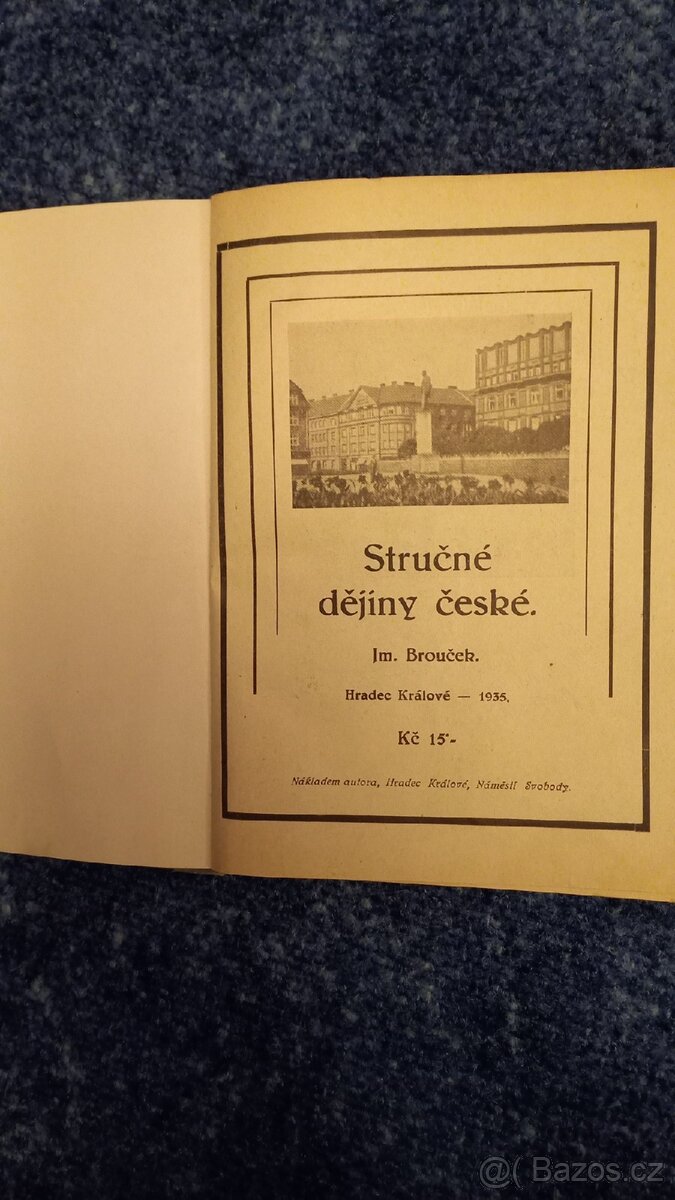 Stručné
dějiny české.
Jm. Brouček.
Hradec Králové — 1935.
Kč 15·-
Nákladem autora, Hradec Králové, Náměstí Svobody.
@( Bazos.cz